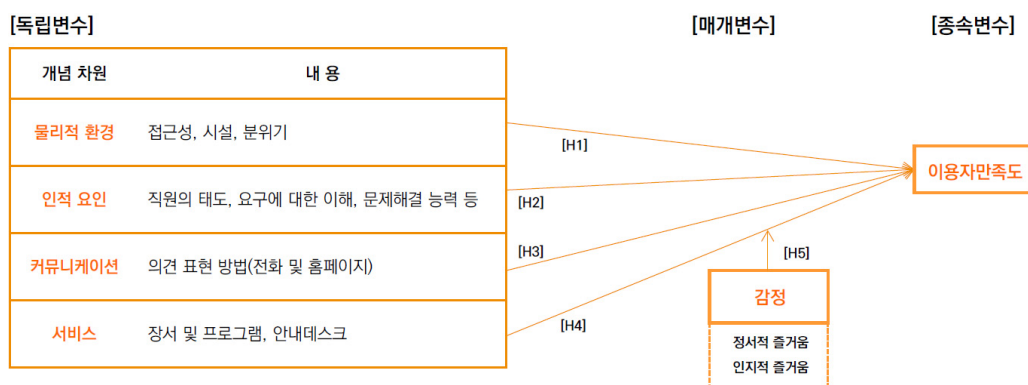 [독립변수]
[매개변수]
[종속변수]
개념 차원
내 용
물리적 환경
접근성, 시설, 분위기
인적 요인
직원의 태도, 요구에 대한 이해, 문제해결 능력 등
커뮤니케이션
의견 표현 방법(전화 및 홈페이지)
서비스
장서 및 프로그램, 안내데스크
[H1]
[H2]
[H3]
[H4]
[H5]
이용자만족도
감정
정서적 즐거움
인지적 즐거움